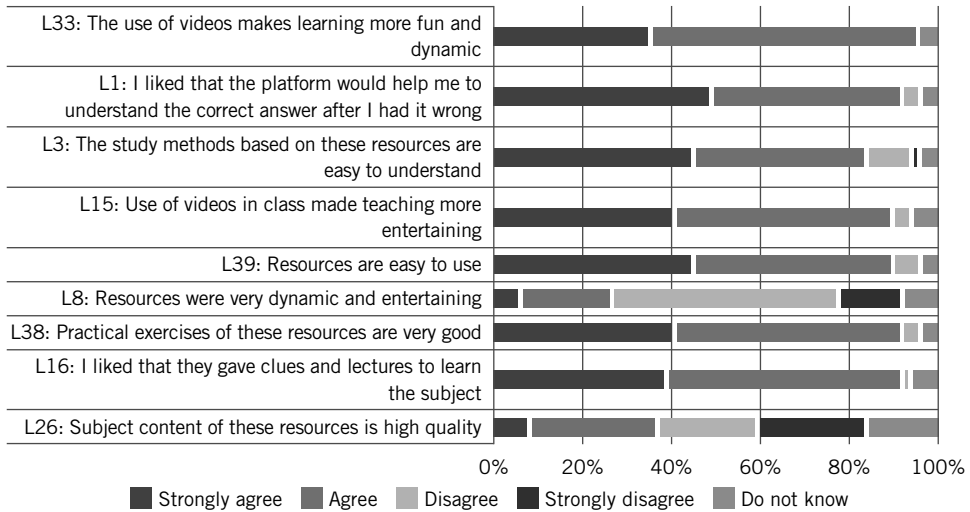 L33: The use of videos makes learning more fun and
dynamic
L1: I liked that the platform would help me to
understand the correct answer after I had it wrong
L3: The study methods based on these resources are
easy to understand
L15: Use of videos in class made teaching more
entertaining
L39: Resources are easy to use
L8: Resources were very dynamic and entertaining
L38: Practical exercises of these resources are very good
L16: I liked that they gave clues and lectures to learn
the subject
L26: Subject content of these resources is high quality
0% 20% 40% 60% 80% 100%
Strongly agree Agree Disagree Strongly disagree Do not know